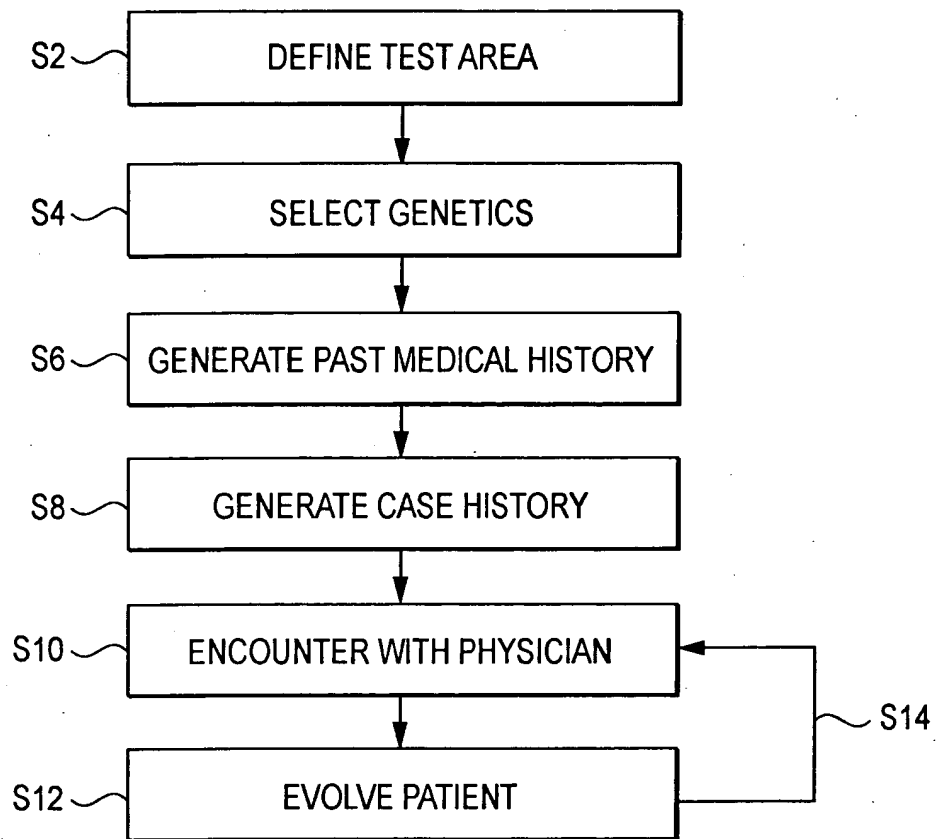 S2 DEFINE TEST AREA
S4 SELECT GENETICS
S6 GENERATE PAST MEDICAL HISTORY
S8 GENERATE CASE HISTORY
S10 ENCOUNTER WITH PHYSICIAN
S14
S12 EVOLVE PATIENT